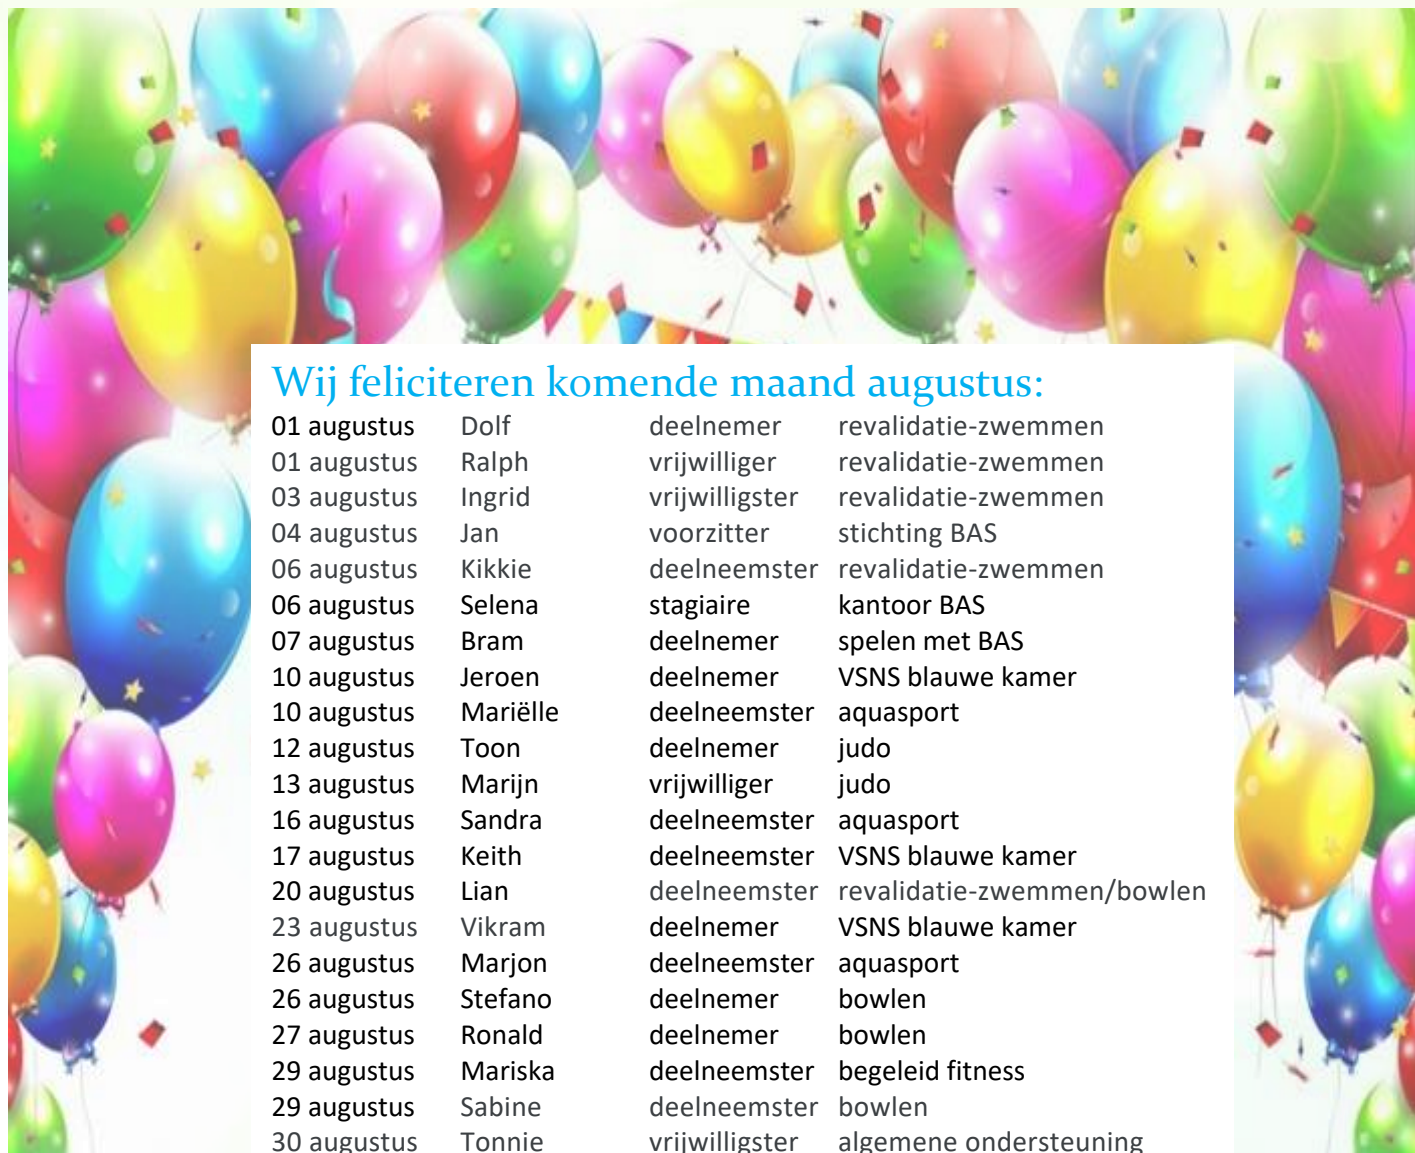 Wij feliciteren komende maand augustus:
01 augustus Dolf deelnemer revalidatie-zwemmen
01 augustus Ralph vrijwilliger revalidatie-zwemmen
03 augustus Ingrid vrijwilligster revalidatie-zwemmen
04 augustus Jan voorzitter stichting BAS
06 augustus Kikkie deelneemster revalidatie-zwemmen
06 augustus Selena stagiaire kantoor BAS
07 augustus Bram deelnemer spelen met BAS
10 augustus Jeroen deelnemer VSNS blauwe kamer
10 augustus Mariëlle deelneemster aquasport
12 augustus Toon deelnemer judo
13 augustus Marijn vrijwilliger judo
16 augustus Sandra deelneemster aquasport
17 augustus Keith deelneemster VSNS blauwe kamer
20 augustus Lian deelneemster revalidatie-zwemmen/bowlen
23 augustus Vikram deelnemer VSNS blauwe kamer
26 augustus Marjon deelneemster aquasport
26 augustus Stefano deelnemer bowlen
27 augustus Ronald deelnemer bowlen
29 augustus Mariska deelneemster begeleid fitness
29 augustus Sabine deelneemster bowlen
30 augustus Tonnie vrijwilligster algemene ondersteuning